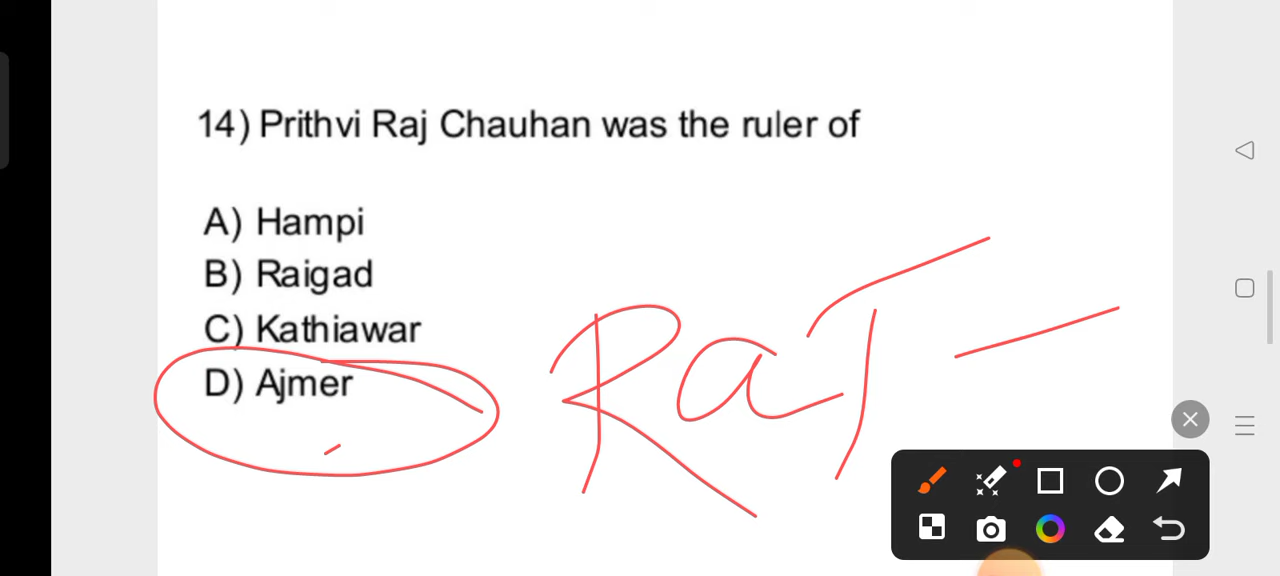 14) Prithvi Raj Chauhan was the ruler of
A) Hampi
B) Raigad
C) Kathiawar
D) Ajmer
RaJ